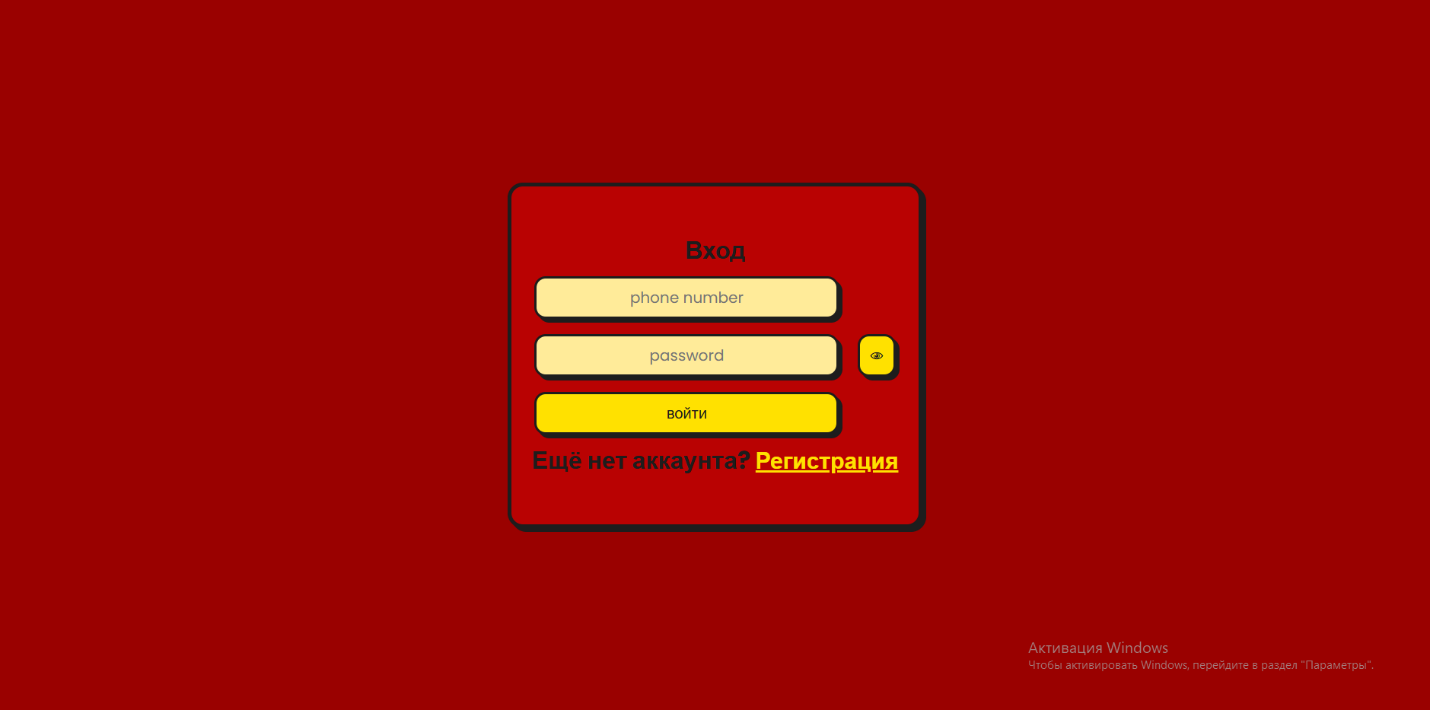 Вход
phone number
password
войти
Ещё нет аккаунта? Регистрация
Активация Windows
Чтобы активировать Windows, перейдите в раздел "Параметры".